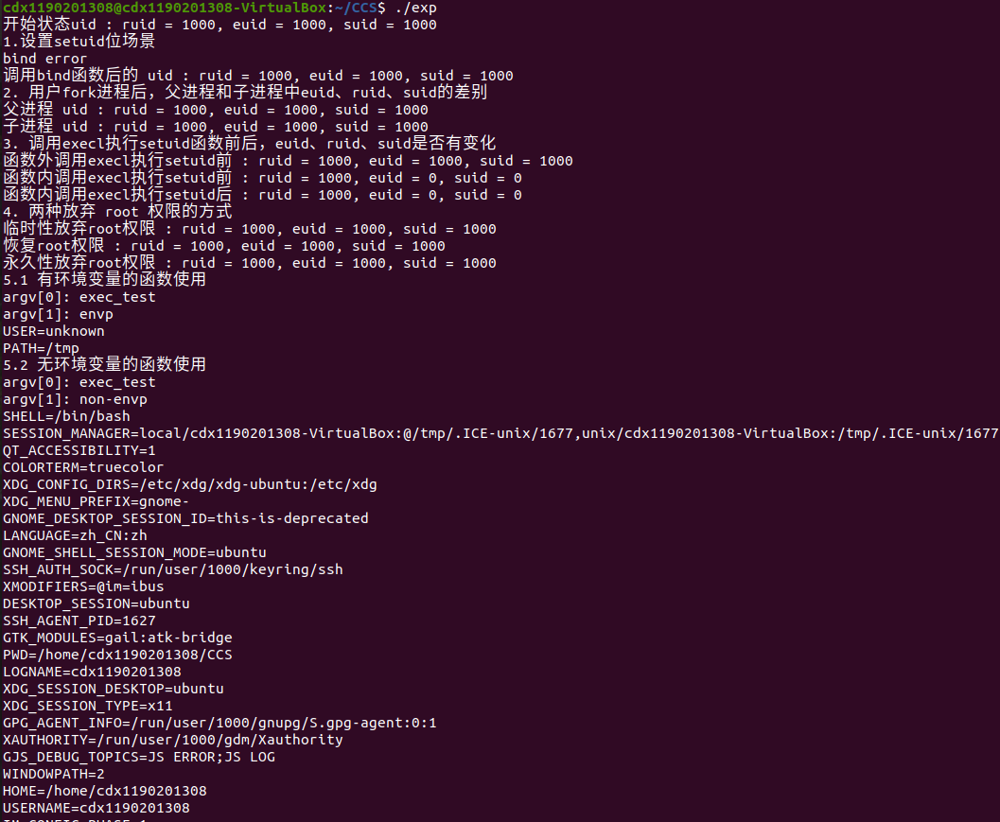 cdx1190201308@cdx1190201308-VirtualBox:~/CCS$ ./exp
开始状态uid : ruid = 1000, euid = 1000, suid = 1000
1.设置setuid位场景
bind error
调用bind函数后的 uid : ruid = 1000, euid = 1000, suid = 1000
2. 用户fork进程后，父进程和子进程中euid、ruid、suid的差别
父进程 uid : ruid = 1000, euid = 1000, suid = 1000
子进程 uid : ruid = 1000, euid = 1000, suid = 1000
3. 调用execl执行setuid函数前后，euid、ruid、suid是否有变化
函数外调用execl执行setuid前 : ruid = 1000, euid = 1000, suid = 1000
函数内调用execl执行setuid前 : ruid = 1000, euid = 0, suid = 0
函数内调用execl执行setuid后 : ruid = 1000, euid = 0, suid = 0
4. 两种放弃 root 权限的方式
临时性放弃root权限 : ruid = 1000, euid = 1000, suid = 1000
恢复root权限 : ruid = 1000, euid = 1000, suid = 1000
永久性放弃root权限 : ruid = 1000, euid = 1000, suid = 1000
5.1 有环境变量的函数使用
argv[0]: exec_test
argv[1]: envp
USER=unknown
PATH=/tmp
5.2 无环境变量的函数使用
argv[0]: exec_test
argv[1]: non-envp
SHELL=/bin/bash
SESSION_MANAGER=local/cdx1190201308-VirtualBox:@/tmp/.ICE-unix/1677,unix/cdx1190201308-VirtualBox:/tmp/.ICE-unix/1677
QT_ACCESSIBILITY=1
COLORTERM=truecolor
XDG_CONFIG_DIRS=/etc/xdg/xdg-ubuntu:/etc/xdg
XDG_MENU_PREFIX=gnome-
GNOME_DESKTOP_SESSION_ID=this-is-deprecated
LANGUAGE=zh_CN:zh
GNOME_SHELL_SESSION_MODE=ubuntu
SSH_AUTH_SOCK=/run/user/1000/keyring/ssh
XMODIFIERS=@im=ibus
DESKTOP_SESSION=ubuntu
SSH_AGENT_PID=1627
GTK_MODULES=gail:atk-bridge
PWD=/home/cdx1190201308/CCS
LOGNAME=cdx1190201308
XDG_SESSION_DESKTOP=ubuntu
XDG_SESSION_TYPE=x11
GPG_AGENT_INFO=/run/user/1000/gnupg/S.gpg-agent:0:1
XAUTHORITY=/run/user/1000/gdm/Xauthority
GJS_DEBUG_TOPICS=JS ERROR;JS LOG
WINDOWPATH=2
HOME=/home/cdx1190201308
USERNAME=cdx1190201308